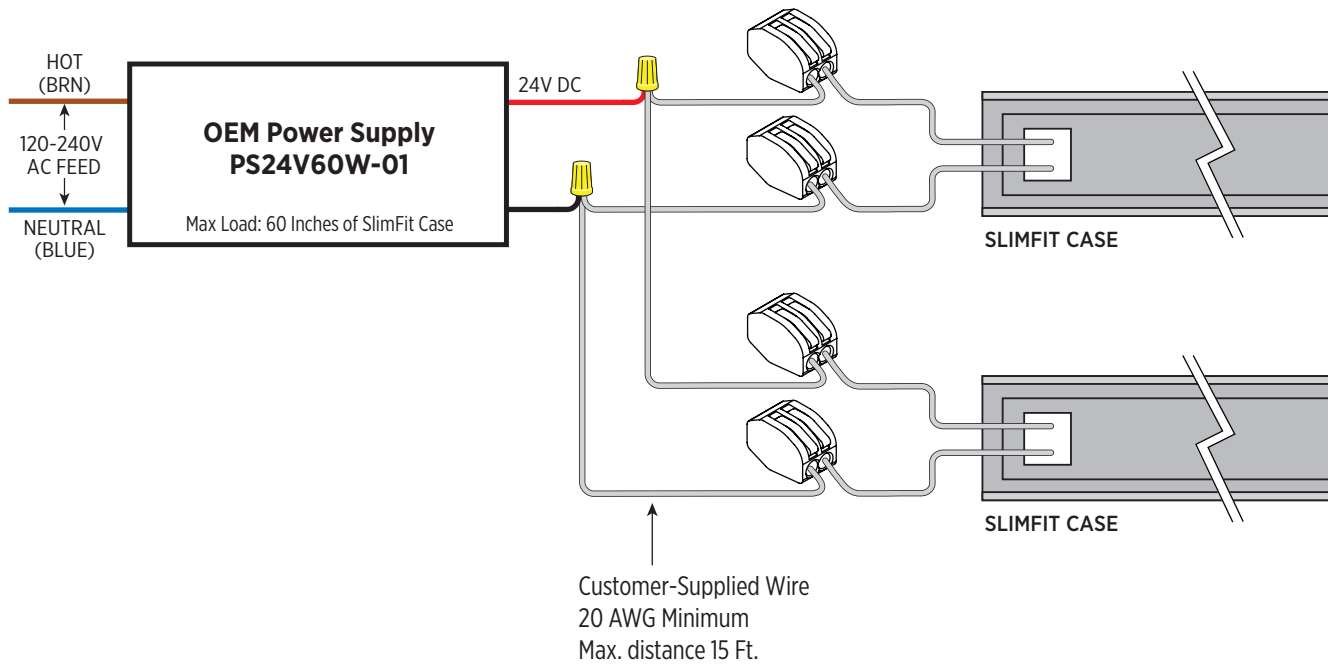 HOT
(BRN)
120-240V
AC FEED
NEUTRAL
(BLUE)
OEM Power Supply
PS24V60W-01
Max Load: 60 Inches of SlimFit Case
24V DC
SLIMFIT CASE
SLIMFIT CASE
Customer-Supplied Wire
20 AWG Minimum
Max. distance 15 Ft.